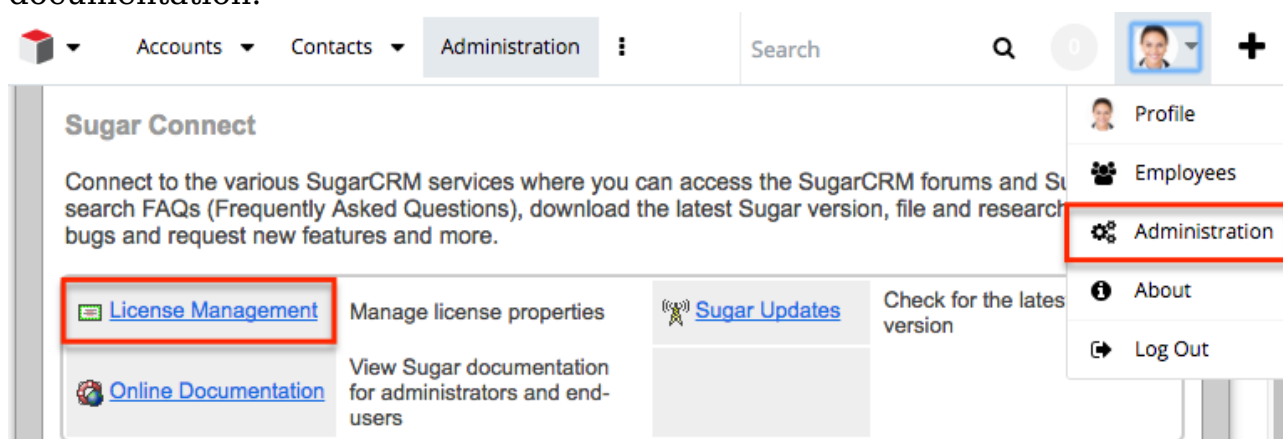 documentation.
Accounts Contacts Administration Search 0
Profile
Employees
Administration
About
Log Out
Sugar Connect
Connect to the various SugarCRM services where you can access the SugarCRM forums and
search FAQs (Frequently Asked Questions), download the latest Sugar version, file and research
bugs and request new features and more.
License Management Manage license properties Sugar Updates Check for the lates
version
Online Documentation View Sugar documentation
for administrators and end-
users